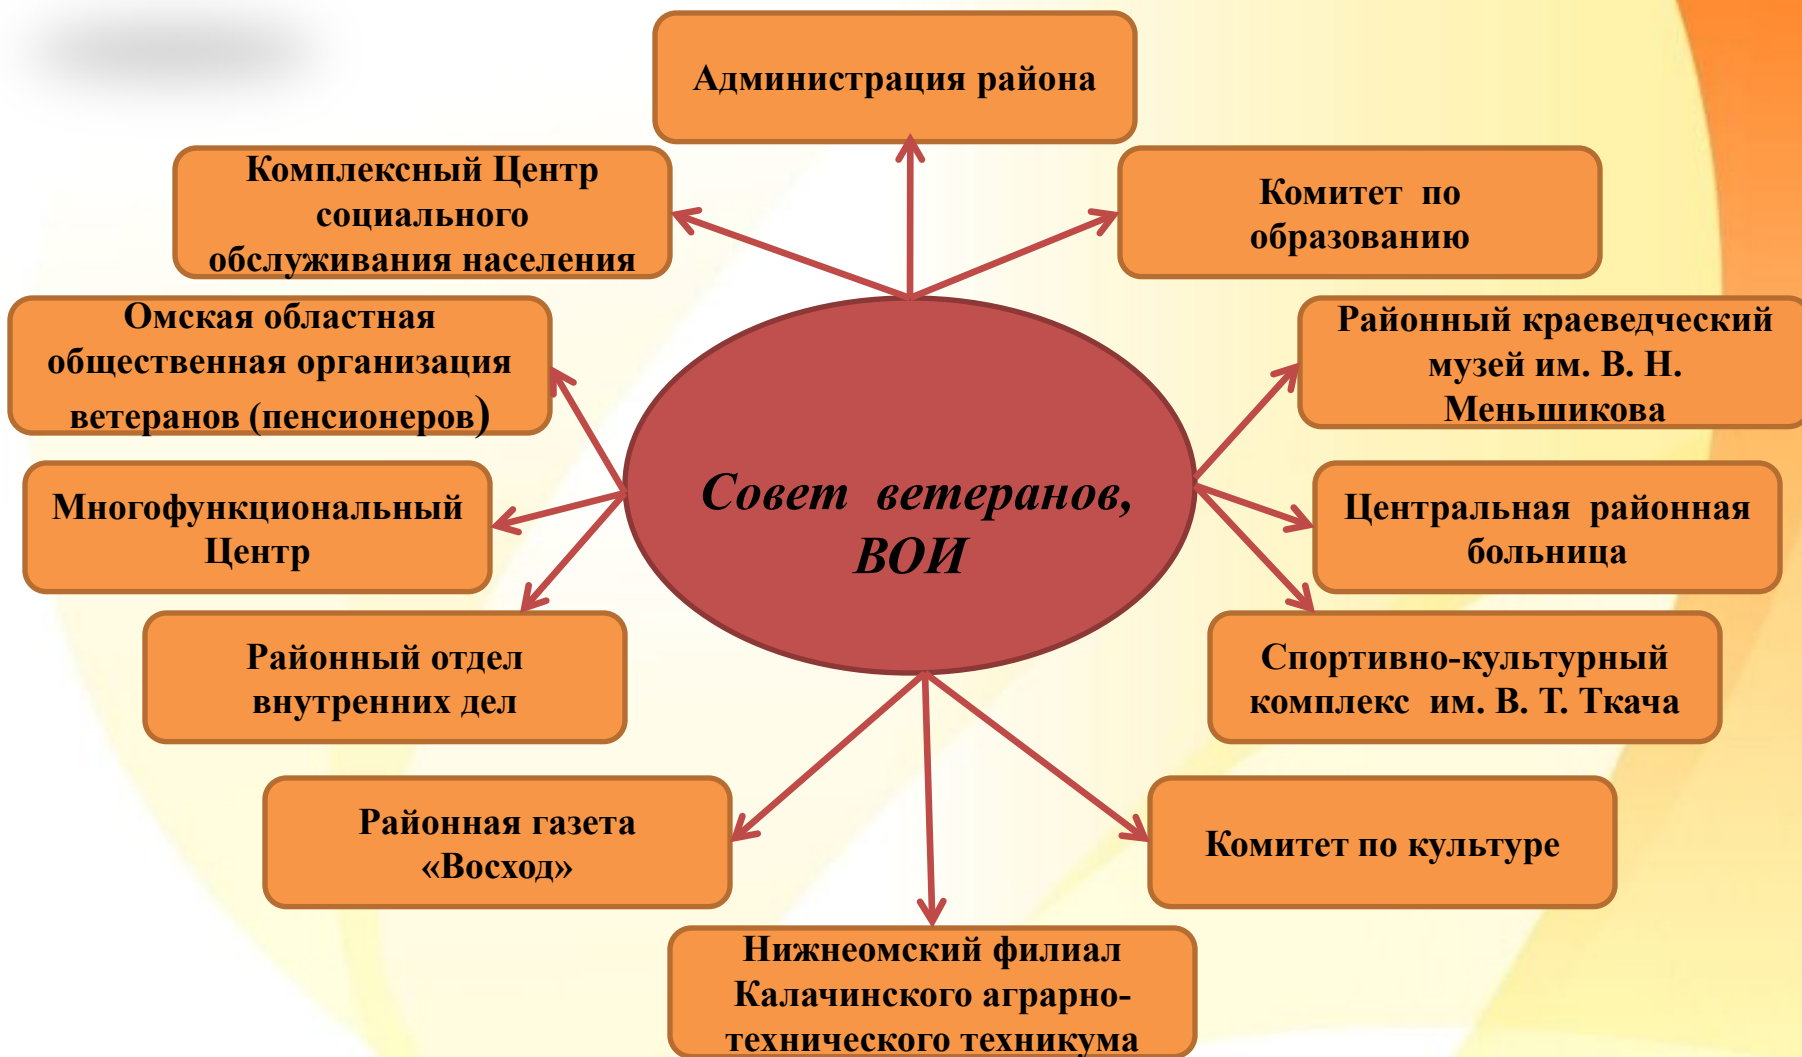 Администрация района
Комплексный Центр
социального
обслуживания населения
Комитет по
образованию
Омская областная
общественная организация
ветеранов (пенсионеров)
Районный краеведческий
музей им. В. Н.
Меньшикова
Совет ветеранов,
ВОИ
Многофункциональный
Центр
Центральная районная
больница
Районный отдел
внутренних дел
Спортивно-культурный
комплекс им. В. Т. Ткача
Районная газета
«Восход»
Комитет по культуре
Нижнеомский филиал
Калачинского аграрно-
технического техникума